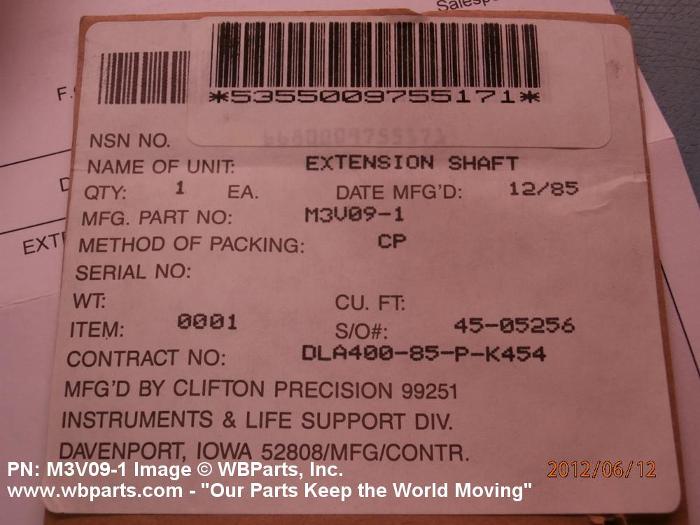 Salesp
F.
*5355009755171*
NSN NO.
NAME OF UNIT: EXTENSION SHAFT
QTY: 1 EA. DATE MFG'D: 12/85
MFG. PART NO: M3V09-1
METHOD OF PACKING: CP
EXT
SERIAL NO:
WT: CU. FT:
ITEM: 0001 S/O#: 45-05256
CONTRACT NO: DLA400-85-P-K454
MFG'D BY CLIFTON PRECISION 99251
INSTRUMENTS & LIFE SUPPORT DIV.
DAVENPORT, IOWA 52808/MFG/CONTR.
PN: M3V09-1 Image © WBParts, Inc. 2012/06/12
www.wbparts.com - "Our Parts Keep the World Moving"